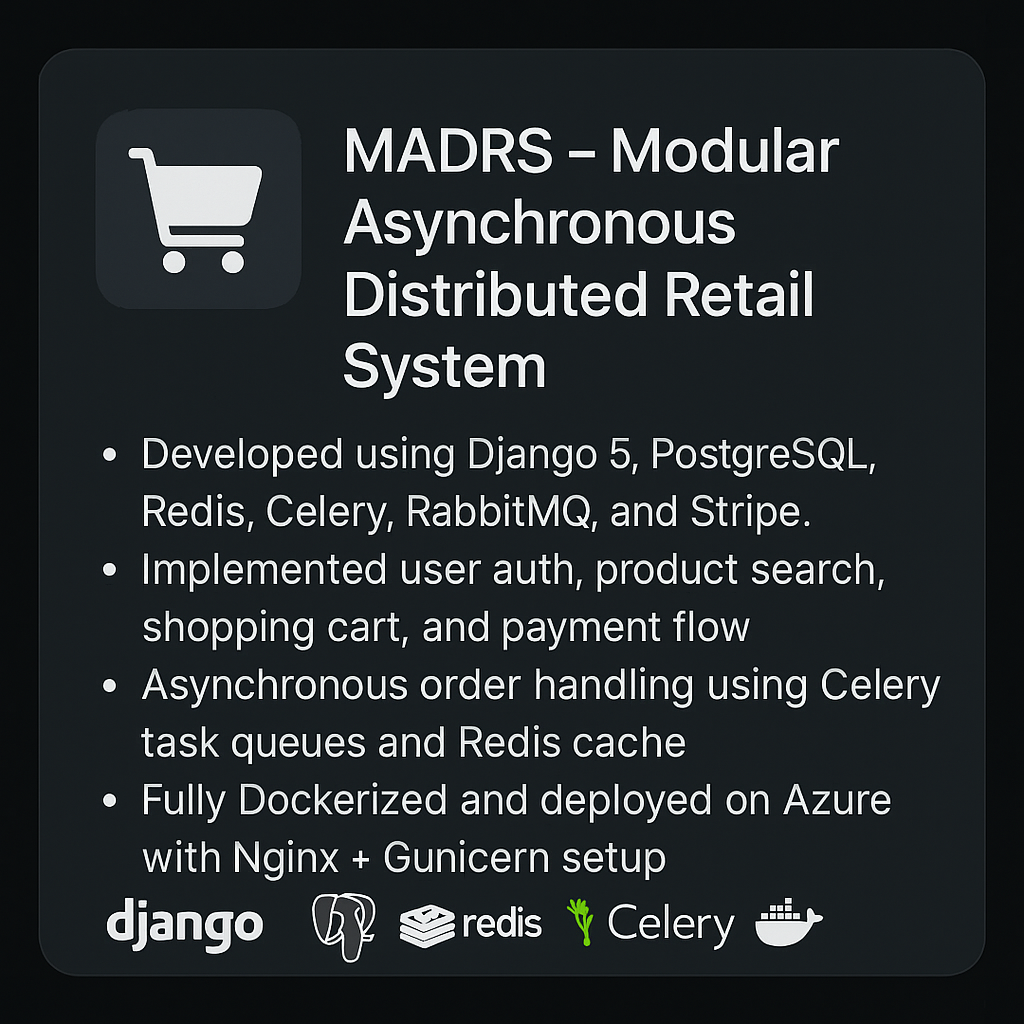 MADRS – Modular
Asynchronous
Distributed Retail
System
• Developed using Django 5, PostgreSQL,
Redis, Celery, RabbitMQ, and Stripe.
• Implemented user auth, product search,
shopping cart, and payment flow
• Asynchronous order handling using Celery
task queues and Redis cache
• Fully Dockerized and deployed on Azure
with Nginx + Gunicern setup
django redis Celery